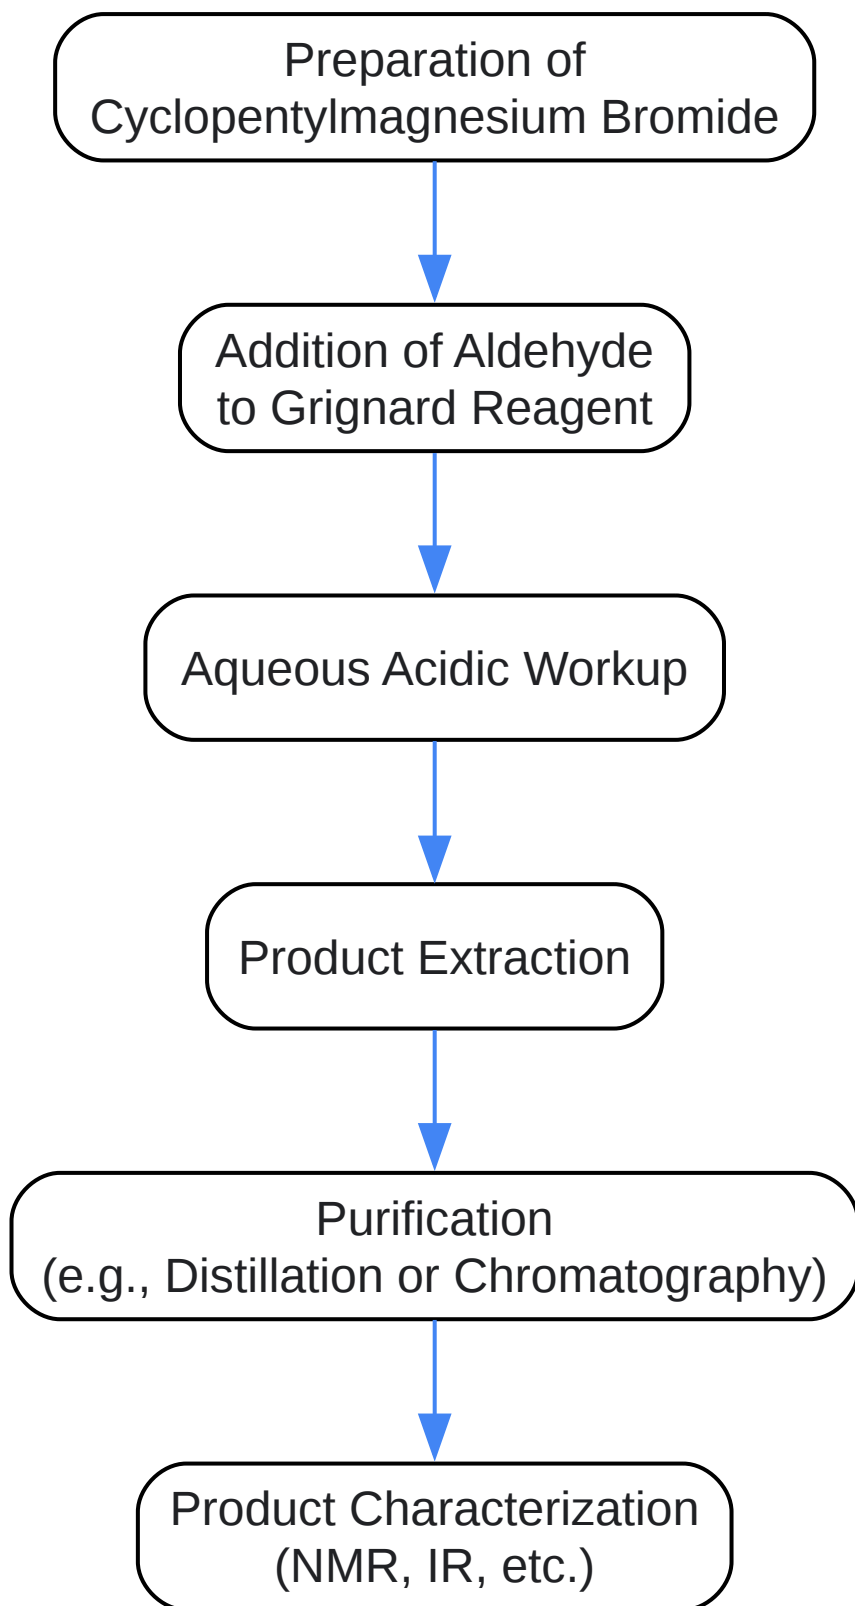 Preparation of
Cyclopentylmagnesium Bromide
Addition of Aldehyde
to Grignard Reagent
Aqueous Acidic Workup
Product Extraction
Purification
(e.g., Distillation or Chromatography)
Product Characterization
(NMR, IR, etc.)